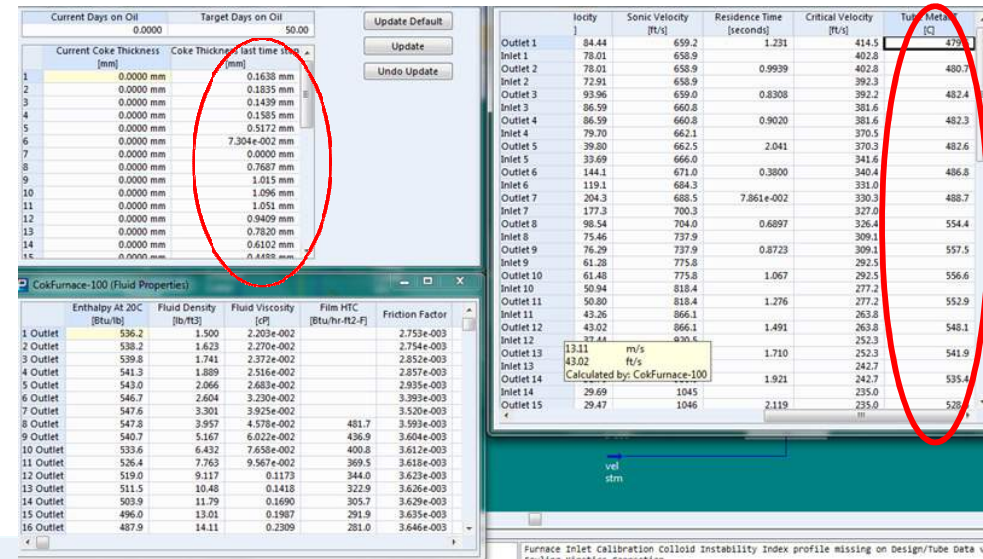 Current Days on Oil Target Days on Oil
0.0000 50.00
Update Default
Update
Undo Update
Current Coke Thickness Coke Thickness last time step
[mm] [mm]
1 0.0000 mm 0.1638 mm
2 0.0000 mm 0.1835 mm
3 0.0000 mm 0.1439 mm
4 0.0000 mm 0.1585 mm
5 0.0000 mm 0.5172 mm
6 0.0000 mm 7.304e-002 mm
7 0.0000 mm 0.0000 mm
8 0.0000 mm 0.7687 mm
9 0.0000 mm 1.015 mm
10 0.0000 mm 1.096 mm
11 0.0000 mm 1.051 mm
12 0.0000 mm 0.9409 mm
13 0.0000 mm 0.7820 mm
14 0.0000 mm 0.6102 mm
15 0.0000 mm 0.4488 mm
CokFurnace-100 (Fluid Properties)
Enthalpy At 20C Fluid Density Fluid Viscosity Film HTC Friction Factor
[Btu/lb] [lb/ft3] [cP] [Btu/hr-ft2-F]
1 Outlet 536.2 1.500 2.203e-002 2.753e-003
2 Outlet 538.2 1.623 2.270e-002 2.754e-003
3 Outlet 539.8 1.741 2.372e-002 2.852e-003
4 Outlet 541.3 1.889 2.516e-002 2.857e-003
5 Outlet 543.0 2.066 2.683e-002 2.935e-003
6 Outlet 546.7 2.604 3.230e-002 3.393e-003
7 Outlet 547.6 3.301 3.925e-002 3.520e-003
8 Outlet 547.8 3.957 4.578e-002 481.7 3.593e-003
9 Outlet 540.7 5.167 6.022e-002 436.9 3.604e-003
10 Outlet 533.6 6.432 7.658e-002 400.8 3.612e-003
11 Outlet 526.4 7.763 9.567e-002 369.5 3.618e-003
12 Outlet 519.0 9.117 0.1173 344.0 3.623e-003
13 Outlet 511.5 10.48 0.1418 322.9 3.626e-003
14 Outlet 503.9 11.79 0.1690 305.7 3.629e-003
15 Outlet 496.0 13.01 0.1987 291.9 3.635e-003
16 Outlet 487.9 14.11 0.2309 281.0 3.646e-003
locity Sonic Velocity Residence Time Critical Velocity Tube Metal T
] [ft/s] [seconds] [ft/s] [C]
Outlet 1 84.44 659.2 1.231 414.5 479
Inlet 1 78.01 658.9 402.8
Outlet 2 78.01 658.9 0.9939 402.8 480.7
Inlet 2 72.91 658.9 392.3
Outlet 3 93.96 659.0 0.8308 392.2 482.4
Inlet 3 86.59 660.8 381.6
Outlet 4 86.59 660.8 0.9020 381.6 482.3
Inlet 4 79.70 662.1 370.5
Outlet 5 39.80 662.5 2.041 370.3 482.6
Inlet 5 33.69 666.0 341.6
Outlet 6 144.1 671.0 0.3800 340.4 486.8
Inlet 6 119.1 684.3 331.0
Outlet 7 204.3 688.5 7.861e-002 330.3 488.7
Inlet 7 177.3 700.3 327.0
Outlet 8 98.54 704.0 0.6897 326.4 554.4
Inlet 8 75.46 737.9 309.1
Outlet 9 76.29 737.9 0.8723 309.1 557.5
Inlet 9 61.28 775.8 292.5
Outlet 10 61.48 775.8 1.067 292.5 556.6
Inlet 10 50.94 818.4 277.2
Outlet 11 50.80 818.4 1.276 277.2 552.9
Inlet 11 43.26 866.1 263.8
Outlet 12 43.02 866.1 1.491 263.8 548.1
Inlet 12 37.44 920.5 252.3
Outlet 13 1.710 252.3 541.9
Inlet 13 242.7
Outlet 14 1.921 242.7 535.4
Inlet 14 29.69 1045 235.0
Outlet 15 29.47 1046 2.119 235.0 528
13.11 m/s
43.02 ft/s
Calculated by: CokFurnace-100
vel
stm
Furnace Inlet Calibration Colloid Instability Index profile missing on Design/Tube Data